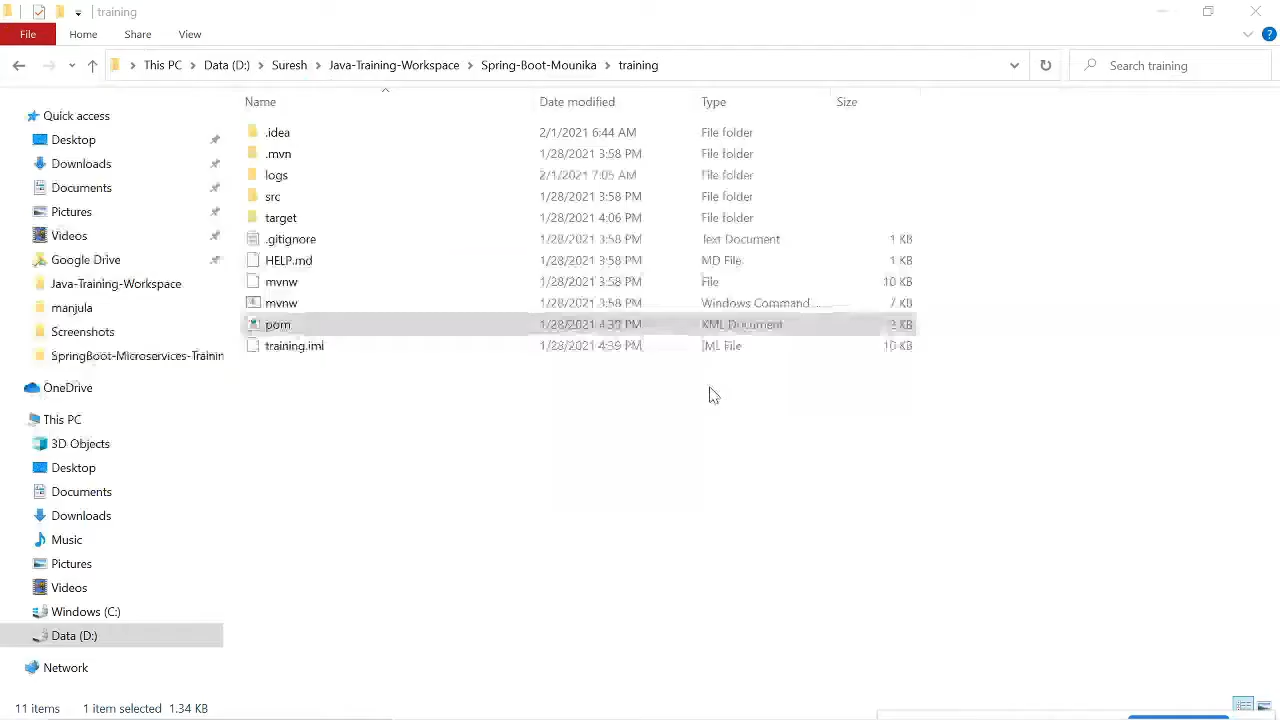 training
File Home Share View
This PC Data (D:) Suresh Java-Training-Workspace Spring-Boot-Mounika training Search training
Name Date modified Type Size
.idea 2/1/2021 6:44 AM File folder
.mvn 1/28/2021 3:58 PM File folder
logs 2/1/2021 7:05 AM File folder
src 1/28/2021 3:58 PM File folder
target 1/28/2021 4:06 PM File folder
.gitignore 1/28/2021 3:58 PM Text Document 1 KB
HELP.md 1/28/2021 3:58 PM MD File 1 KB
mvnw 1/28/2021 3:58 PM File 10 KB
mvnw 1/28/2021 3:58 PM Windows Command ... 7 KB
pom 1/28/2021 4:39 PM XML Document KB
training.iml 1/28/2021 4:39 PM IML File 10 KB
Quick access
Desktop
Downloads
Documents
Pictures
Videos
Google Drive
Java-Training-Workspace
manjula
Screenshots
SpringBoot-Microservices-Trainin
OneDrive
This PC
3D Objects
Desktop
Documents
Downloads
Music
Pictures
Videos
Windows (C:)
Data (D:)
Network
11 items 1 item selected 1.34 KB